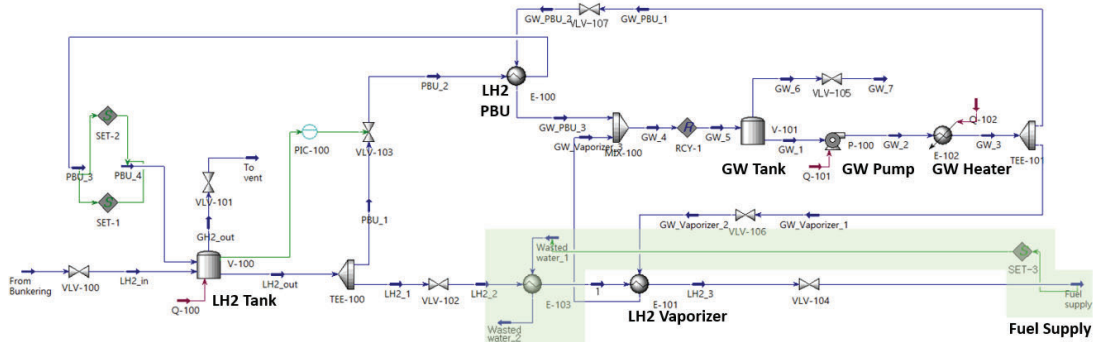 GW_PBU_2
VLV-107
GW_PBU_1
PBU_2
LH2
PBU
E-100
GW_6
VLV-105
GW_7
SET-2
PIC-100
VLV-103
GW_PBU_3
GW_Vaporizer_3
MIX-100
GW_4
RCY-1
GW_5
V-101
GW_1
P-100
GW_2
Q-102
E-102
GW_3
TEE-101
Q-101
GW Tank
GW Pump
GW Heater
PBU_3
PBU_4
SET-1
To
vent
VLV-101
GH2_out
PBU_1
GW_Vaporizer_2
VLV-106
GW_Vaporizer_1
Wasted
water_1
SET-3
From
Bunkering
VLV-100
LH2_in
V-100
LH2_out
Q-100
LH2 Tank
TEE-100
LH2_1
VLV-102
LH2_2
E-103
1
E-101
LH2_3
VLV-104
Fuel
supply
Wasted
water_2
LH2 Vaporizer
Fuel Supply